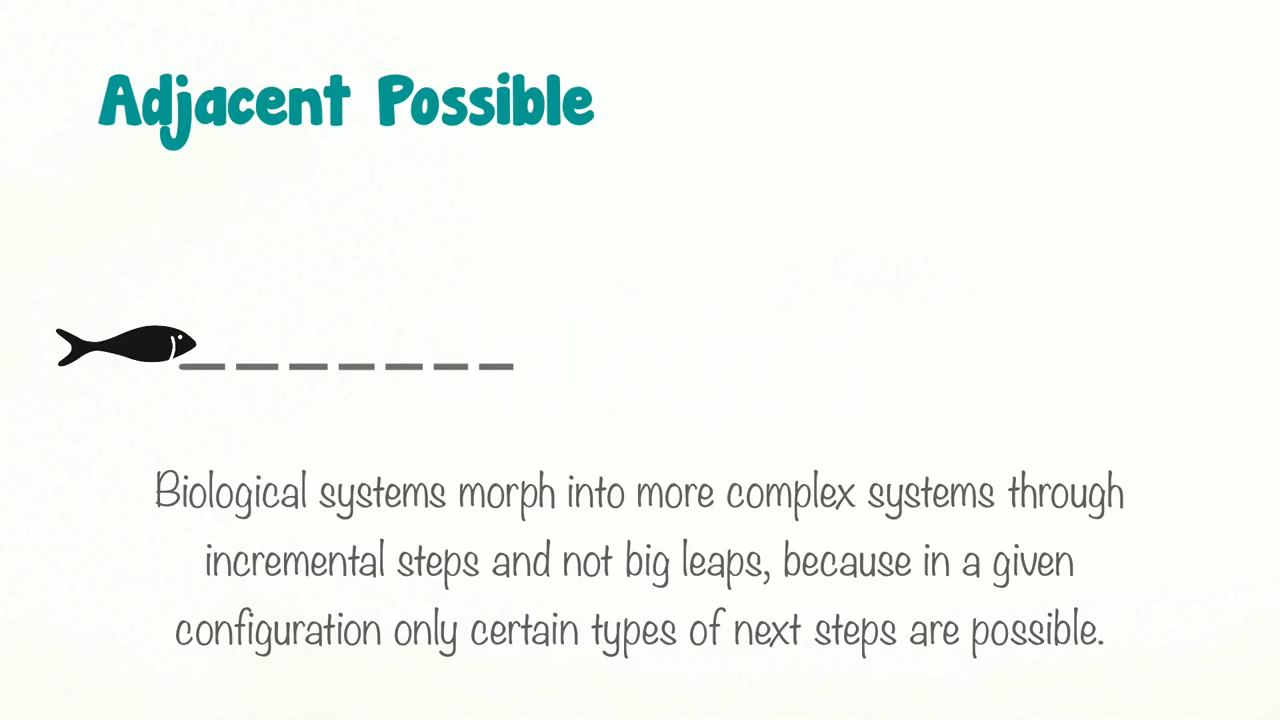 Adjacent Possible
Biological systems morph into more complex systems through
incremental steps and not big leaps, because in a given
configuration only certain types of next steps are possible.